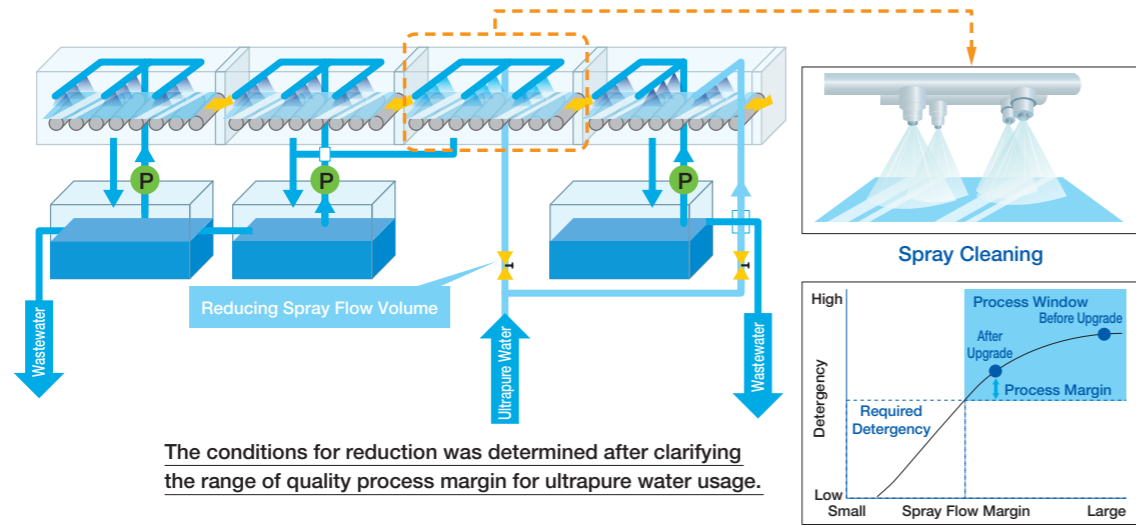 P
P
P
Reducing Spray Flow Volume
Wastewater
Ultrapure Water
Wastewater
The conditions for reduction was determined after clarifying
the range of quality process margin for ultrapure water usage.
Spray Cleaning
High
Process Window
Before Upgrade
After
Upgrade
Process Margin
Required
Detergency
Detergency
Low
Small
Spray Flow Margin
Large